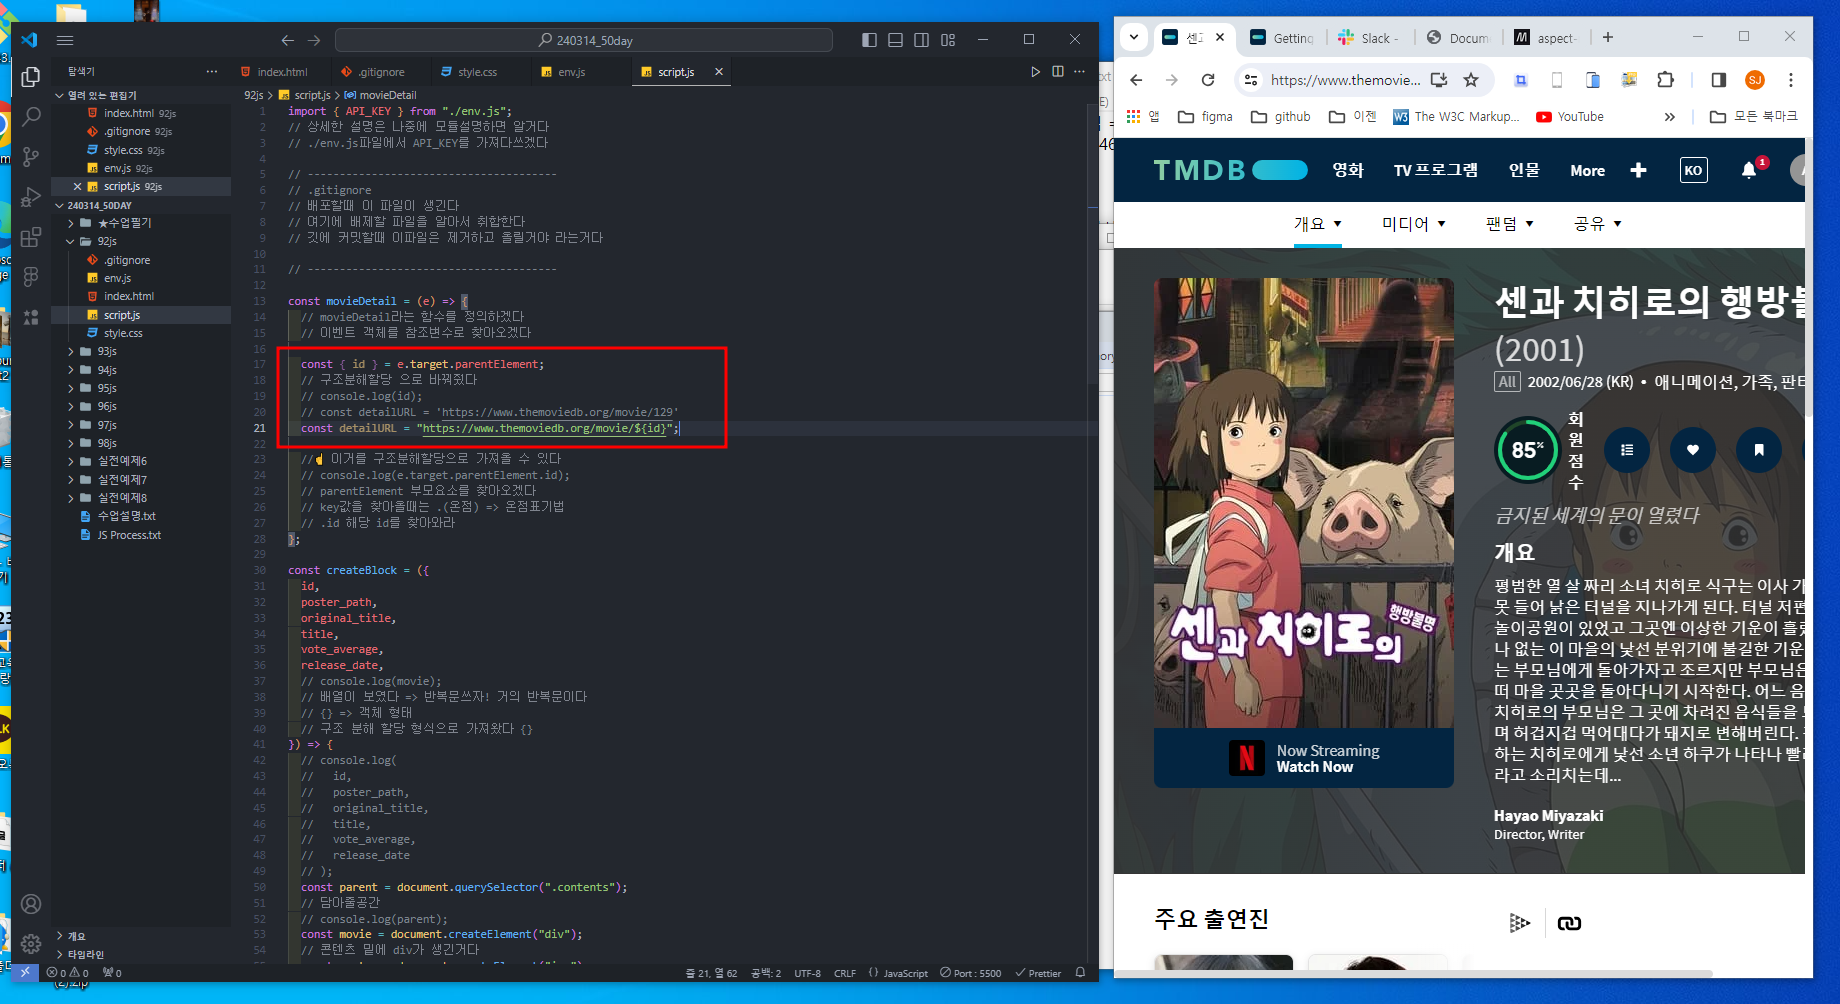 240314_50day
탐색기
index.html
.gitignore
style.css
env.js
script.js
열려 있는 편집기
index.html 92js
.gitignore 92js
style.css 92js
env.js 92js
script.js 92js
240314_50DAY
★수업필기
92js
.gitignore
env.js
index.html
script.js
style.css
93js
94js
95js
96js
97js
98js
실전예제6
실전예제7
실전예제8
수업설명.txt
JS Process.txt
개요
타임라인
92js > script.js > movieDetail
1 import { API_KEY } from "./env.js";
2 // 상세한 설명은 나중에 모듈설명하면 알거다
3 // ./env.js파일에서 API_KEY를 가져다쓰겠다
4
5 // ---------------------------------------
6 // .gitignore
7 // 배포할때 이 파일이 생긴다
8 // 여기에 배제할 파일을 알아서 취합한다
9 // 깃에 커밋할때 이파일은 제거하고 올릴거야 라는거다
10
11 // ---------------------------------------
12
13 const movieDetail = (e) => {
14 // movieDetail라는 함수를 정의하겠다
15 // 이벤트 객체를 참조변수로 찾아오겠다
16
17 const { id } = e.target.parentElement;
18 // 구조분해할당 으로 바꿔줬다
19 // console.log(id);
20 // const detailURL = 'https://www.themoviedb.org/movie/129'
21 const detailURL = "https://www.themoviedb.org/movie/${id}";
22
23 //☝ 이거를 구조분해할당으로 가져올 수 있다
24 // console.log(e.target.parentElement.id);
25 // parentElement 부모요소를 찾아오겠다
26 // key값을 찾아올때는 .(온점) => 온점표기법
27 // .id 해당 id를 찾아와라
28 };
29
30 const createBlock = ({
31 id,
32 poster_path,
33 original_title,
34 title,
35 vote_average,
36 release_date,
37 // console.log(movie);
38 // 배열이 보였다 => 반복문쓰자! 거의 반복문이다
39 // {} => 객체 형태
40 // 구조 분해 할당 형식으로 가져왔다 {}
41 }) => {
42 // console.log(
43 // id,
44 // poster_path,
45 // original_title,
46 // title,
47 // vote_average,
48 // release_date
49 // );
50 const parent = document.querySelector(".contents");
51 // 담아줄공간
52 // console.log(parent);
53 const movie = document.createElement("div");
54 // 콘텐츠 밑에 div가 생긴거다
0 0 0
줄 21, 열 62 공백: 2 UTF-8 CRLF {} JavaScript Port : 5500 Prettier
센과
Getting
Slack -
Docum
aspect-
https://www.themovie...
SJ
앱 figma github 이젠 The W3C Markup... YouTube » 모든 북마크
TMDB 영화 TV 프로그램 인물 More KO 1
개요 미디어 팬덤 공유
센과 치히로의 행방불
(2001)
All 2002/06/28 (KR) • 애니메이션, 가족, 판타
85%
회원점수
금지된 세계의 문이 열렸다
개요
평범한 열 살 짜리 소녀 치히로 식구는 이사 가
못 들어 낡은 터널을 지나가게 된다. 터널 저편
놀이공원이 있었고 그곳엔 이상한 기운이 흘렀
나 없는 이 마을의 낯선 분위기에 불길한 기운
는 부모님에게 돌아가자고 조르지만 부모님은
떠 마을 곳곳을 돌아다니기 시작한다. 어느 음
치히로의 부모님은 그 곳에 차려진 음식들을 보
며 허겁지겁 먹어대다가 돼지로 변해버린다.
하는 치히로에게 낯선 소년 하쿠가 나타나 빨리
라고 소리치는데...
Hayao Miyazaki
Director, Writer
센과 치히로의 행방불명
N
Now Streaming
Watch Now
주요 출연진
(2).zip